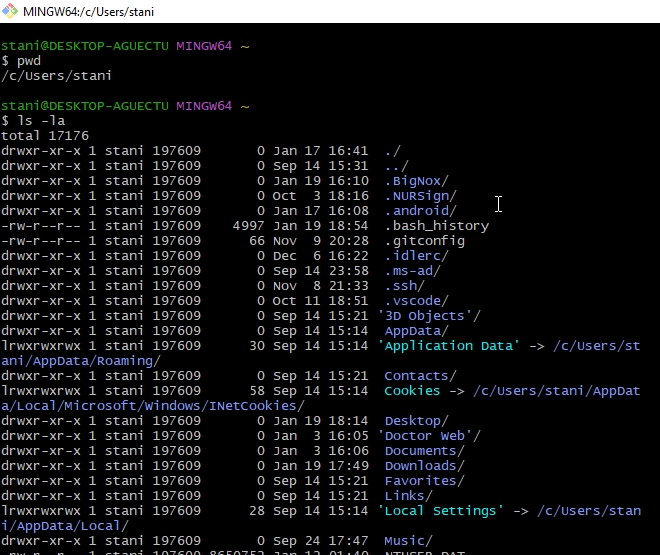 MINGW64:/c/Users/stani
stani@DESKTOP-AGUECTU MINGW64 ~
$ pwd
/c/Users/stani
stani@DESKTOP-AGUECTU MINGW64 ~
$ ls -la
total 17176
drwxr-xr-x 1 stani 197609       0 Jan 17 16:41  ./
drwxr-xr-x 1 stani 197609       0 Sep 14 15:31  ../
drwxr-xr-x 1 stani 197609       0 Jan 19 16:10  .BigNox/
drwxr-xr-x 1 stani 197609       0 Oct  3 18:16  .NURSign/
drwxr-xr-x 1 stani 197609       0 Jan 17 16:08  .android/
-rw-r--r-- 1 stani 197609    4997 Jan 19 18:54  .bash_history
-rw-r--r-- 1 stani 197609      66 Nov  9 20:28  .gitconfig
drwxr-xr-x 1 stani 197609       0 Dec  6 16:22  .idlerc/
drwxr-xr-x 1 stani 197609       0 Sep 14 23:58  .ms-ad/
drwxr-xr-x 1 stani 197609       0 Nov  8 21:33  .ssh/
drwxr-xr-x 1 stani 197609       0 Oct 11 18:51  .vscode/
drwxr-xr-x 1 stani 197609       0 Sep 14 15:21 '3D Objects'/
drwxr-xr-x 1 stani 197609       0 Sep 14 15:14  AppData/
lrwxrwxrwx 1 stani 197609      30 Sep 14 15:14 'Application Data' -> /c/Users/st
ani/AppData/Roaming/
drwxr-xr-x 1 stani 197609       0 Sep 14 15:21  Contacts/
lrwxrwxrwx 1 stani 197609      58 Sep 14 15:14  Cookies -> /c/Users/stani/AppDat
a/Local/Microsoft/Windows/INetCookies/
drwxr-xr-x 1 stani 197609       0 Jan 19 18:14  Desktop/
drwxr-xr-x 1 stani 197609       0 Jan  3 16:05 'Doctor Web'/
drwxr-xr-x 1 stani 197609       0 Jan  3 16:06  Documents/
drwxr-xr-x 1 stani 197609       0 Jan 19 17:49  Downloads/
drwxr-xr-x 1 stani 197609       0 Sep 14 15:21  Favorites/
drwxr-xr-x 1 stani 197609       0 Sep 14 15:21  Links/
lrwxrwxrwx 1 stani 197609      28 Sep 14 15:14 'Local Settings' -> /c/Users/stan
i/AppData/Local/
drwxr-xr-x 1 stani 197609       0 Sep 24 17:47  Music/